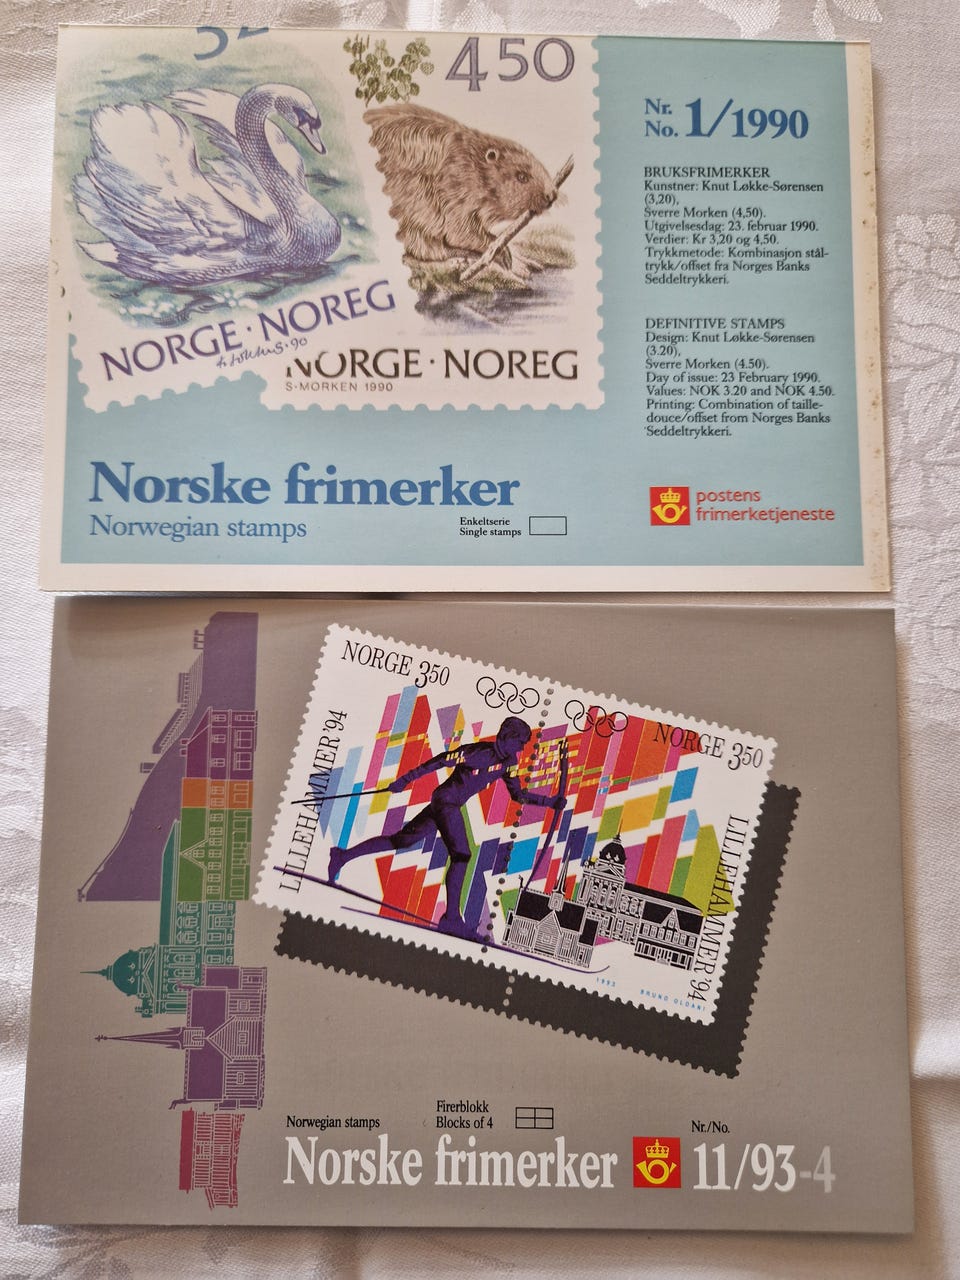 4 50
NORGE · NOREG
NORGE · NOREG
S·MORKEN 1990
Nr.
No. 1/1990
BRUKSFRIMERKER
Kunstner: Knut Løkke-Sørensen
(3,20),
Sverre Morken (4,50).
Utgivelsesdag: 23. februar 1990.
Verdier: Kr 3,20 og 4,50.
Trykkmetode: Kombinasjon stål-
trykk/offset fra Norges Banks
Seddeltrykkeri.
DEFINITIVE STAMPS
Design: Knut Løkke-Sørensen
(3.20),
Sverre Morken (4.50).
Day of issue: 23 February 1990.
Values: NOK 3.20 and NOK 4.50.
Printing: Combination of taille-
douce/offset from Norges Banks
Seddeltrykkeri.
Norske frimerker
Norwegian stamps
Enkeltserie
Single stamps
postens
frimerketjeneste
NORGE 350
LILLEHAMMER '94
NORGE 350
LILLEHAMMER '94
1993
BRUNO OLDANI
Norwegian stamps
Firerblokk
Blocks of 4
Nr./No.
Norske frimerker
11/93-4